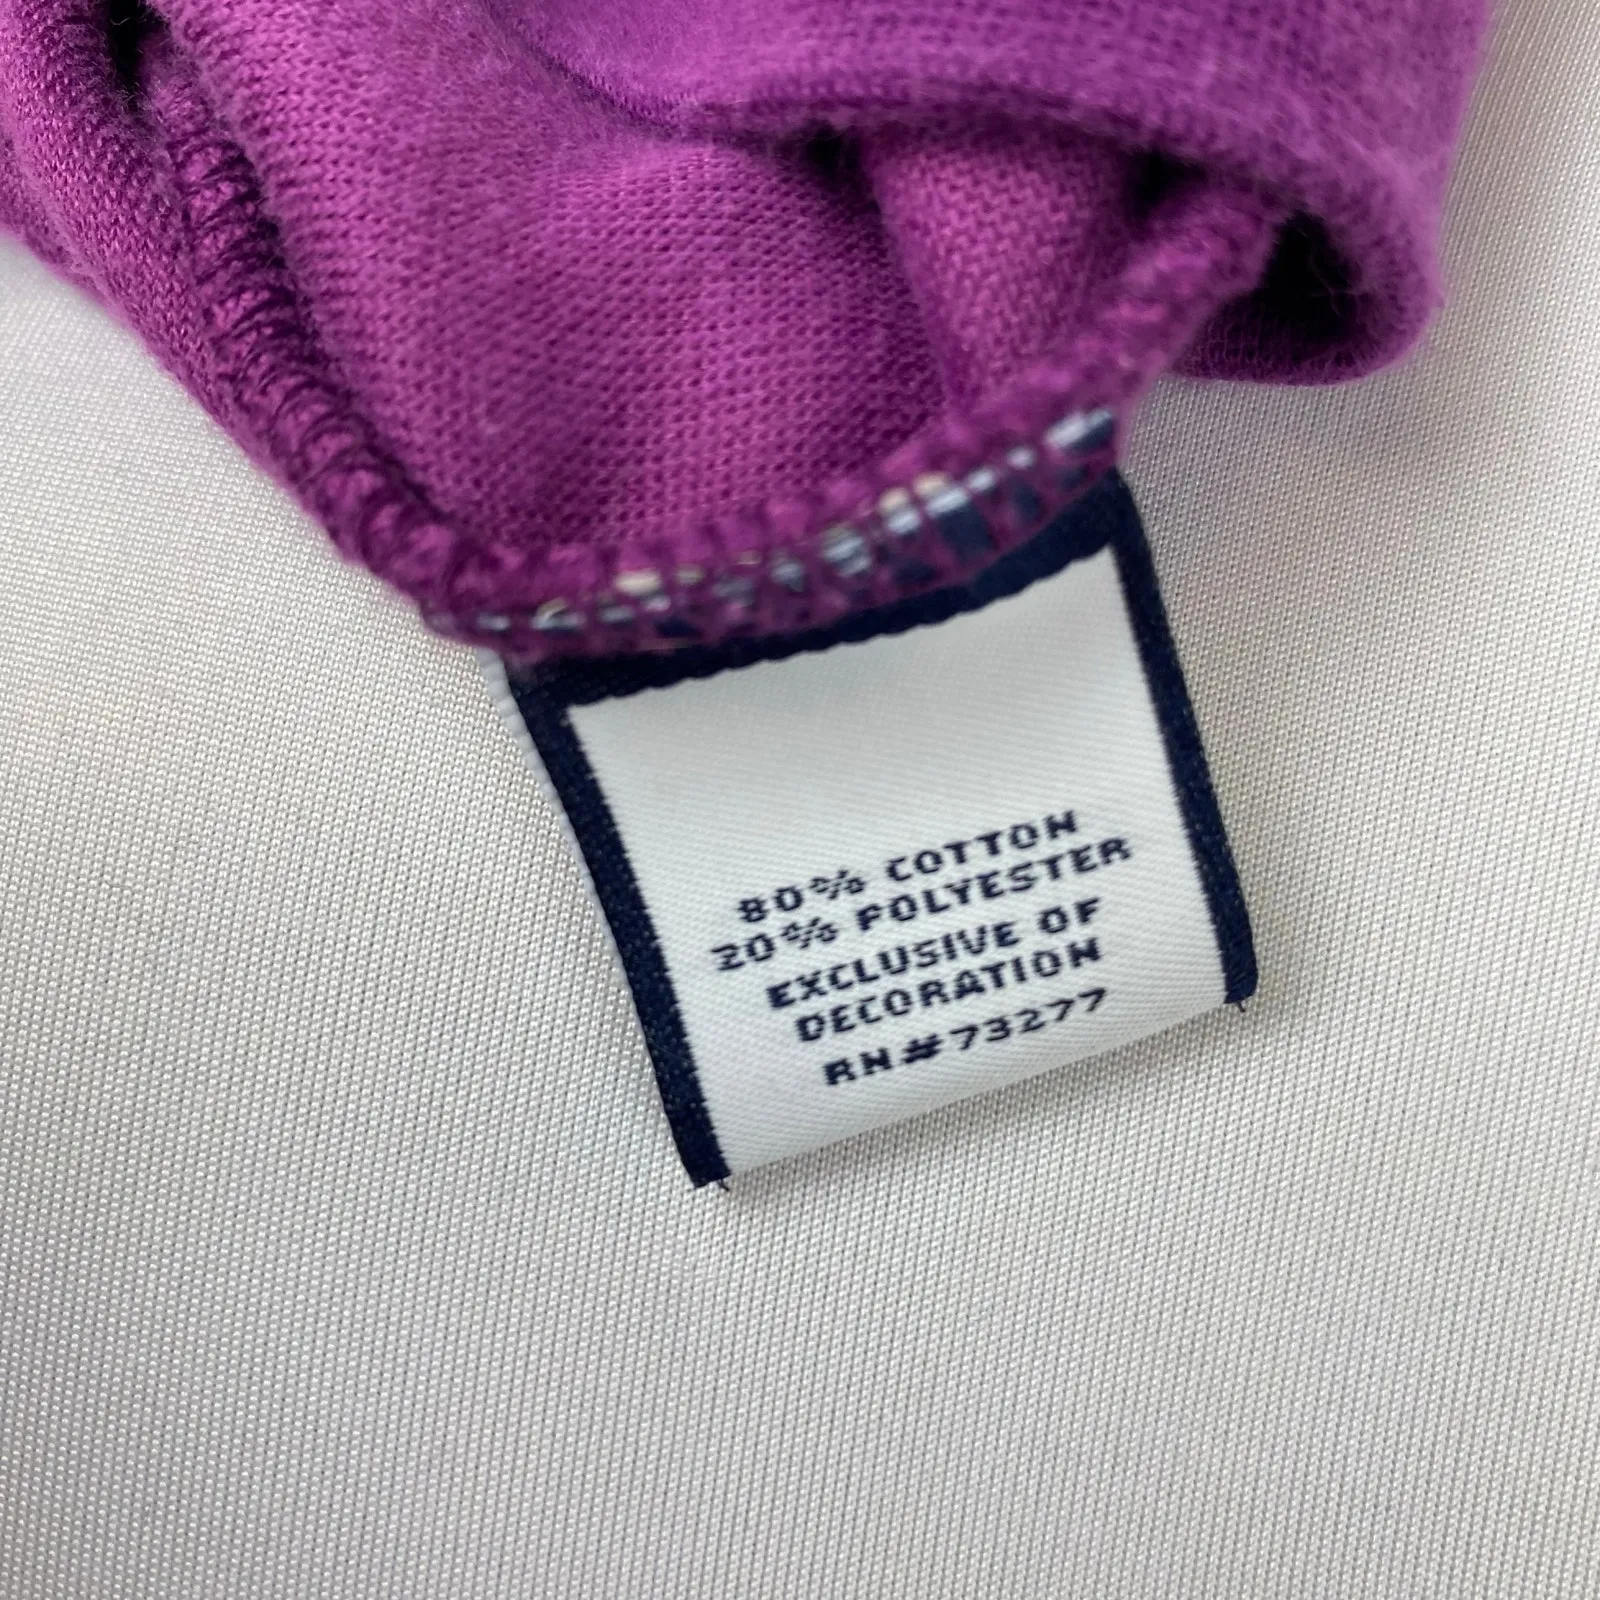 80% COTTON
20% POLYESTER
EXCLUSIVE OF
DECORATION
RN#73277